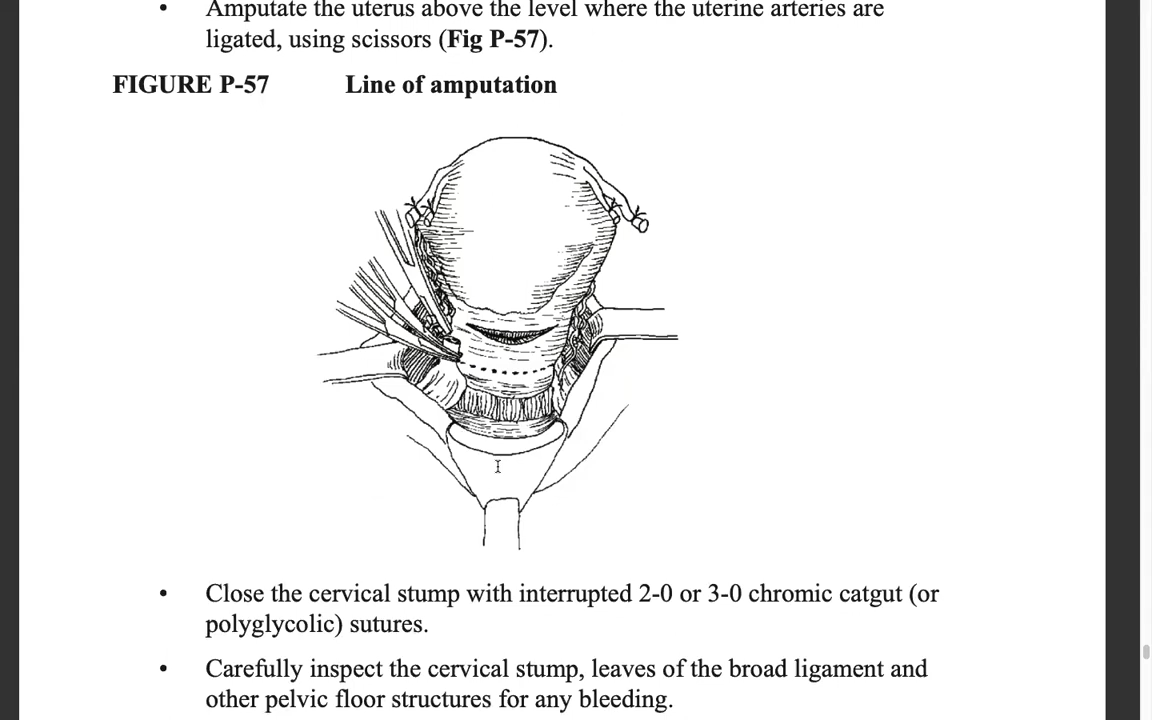 • Amputate the uterus above the level where the uterine arteries are
ligated, using scissors (Fig P-57).
FIGURE P-57 Line of amputation
• Close the cervical stump with interrupted 2-0 or 3-0 chromic catgut (or
polyglycolic) sutures.
• Carefully inspect the cervical stump, leaves of the broad ligament and
other pelvic floor structures for any bleeding.